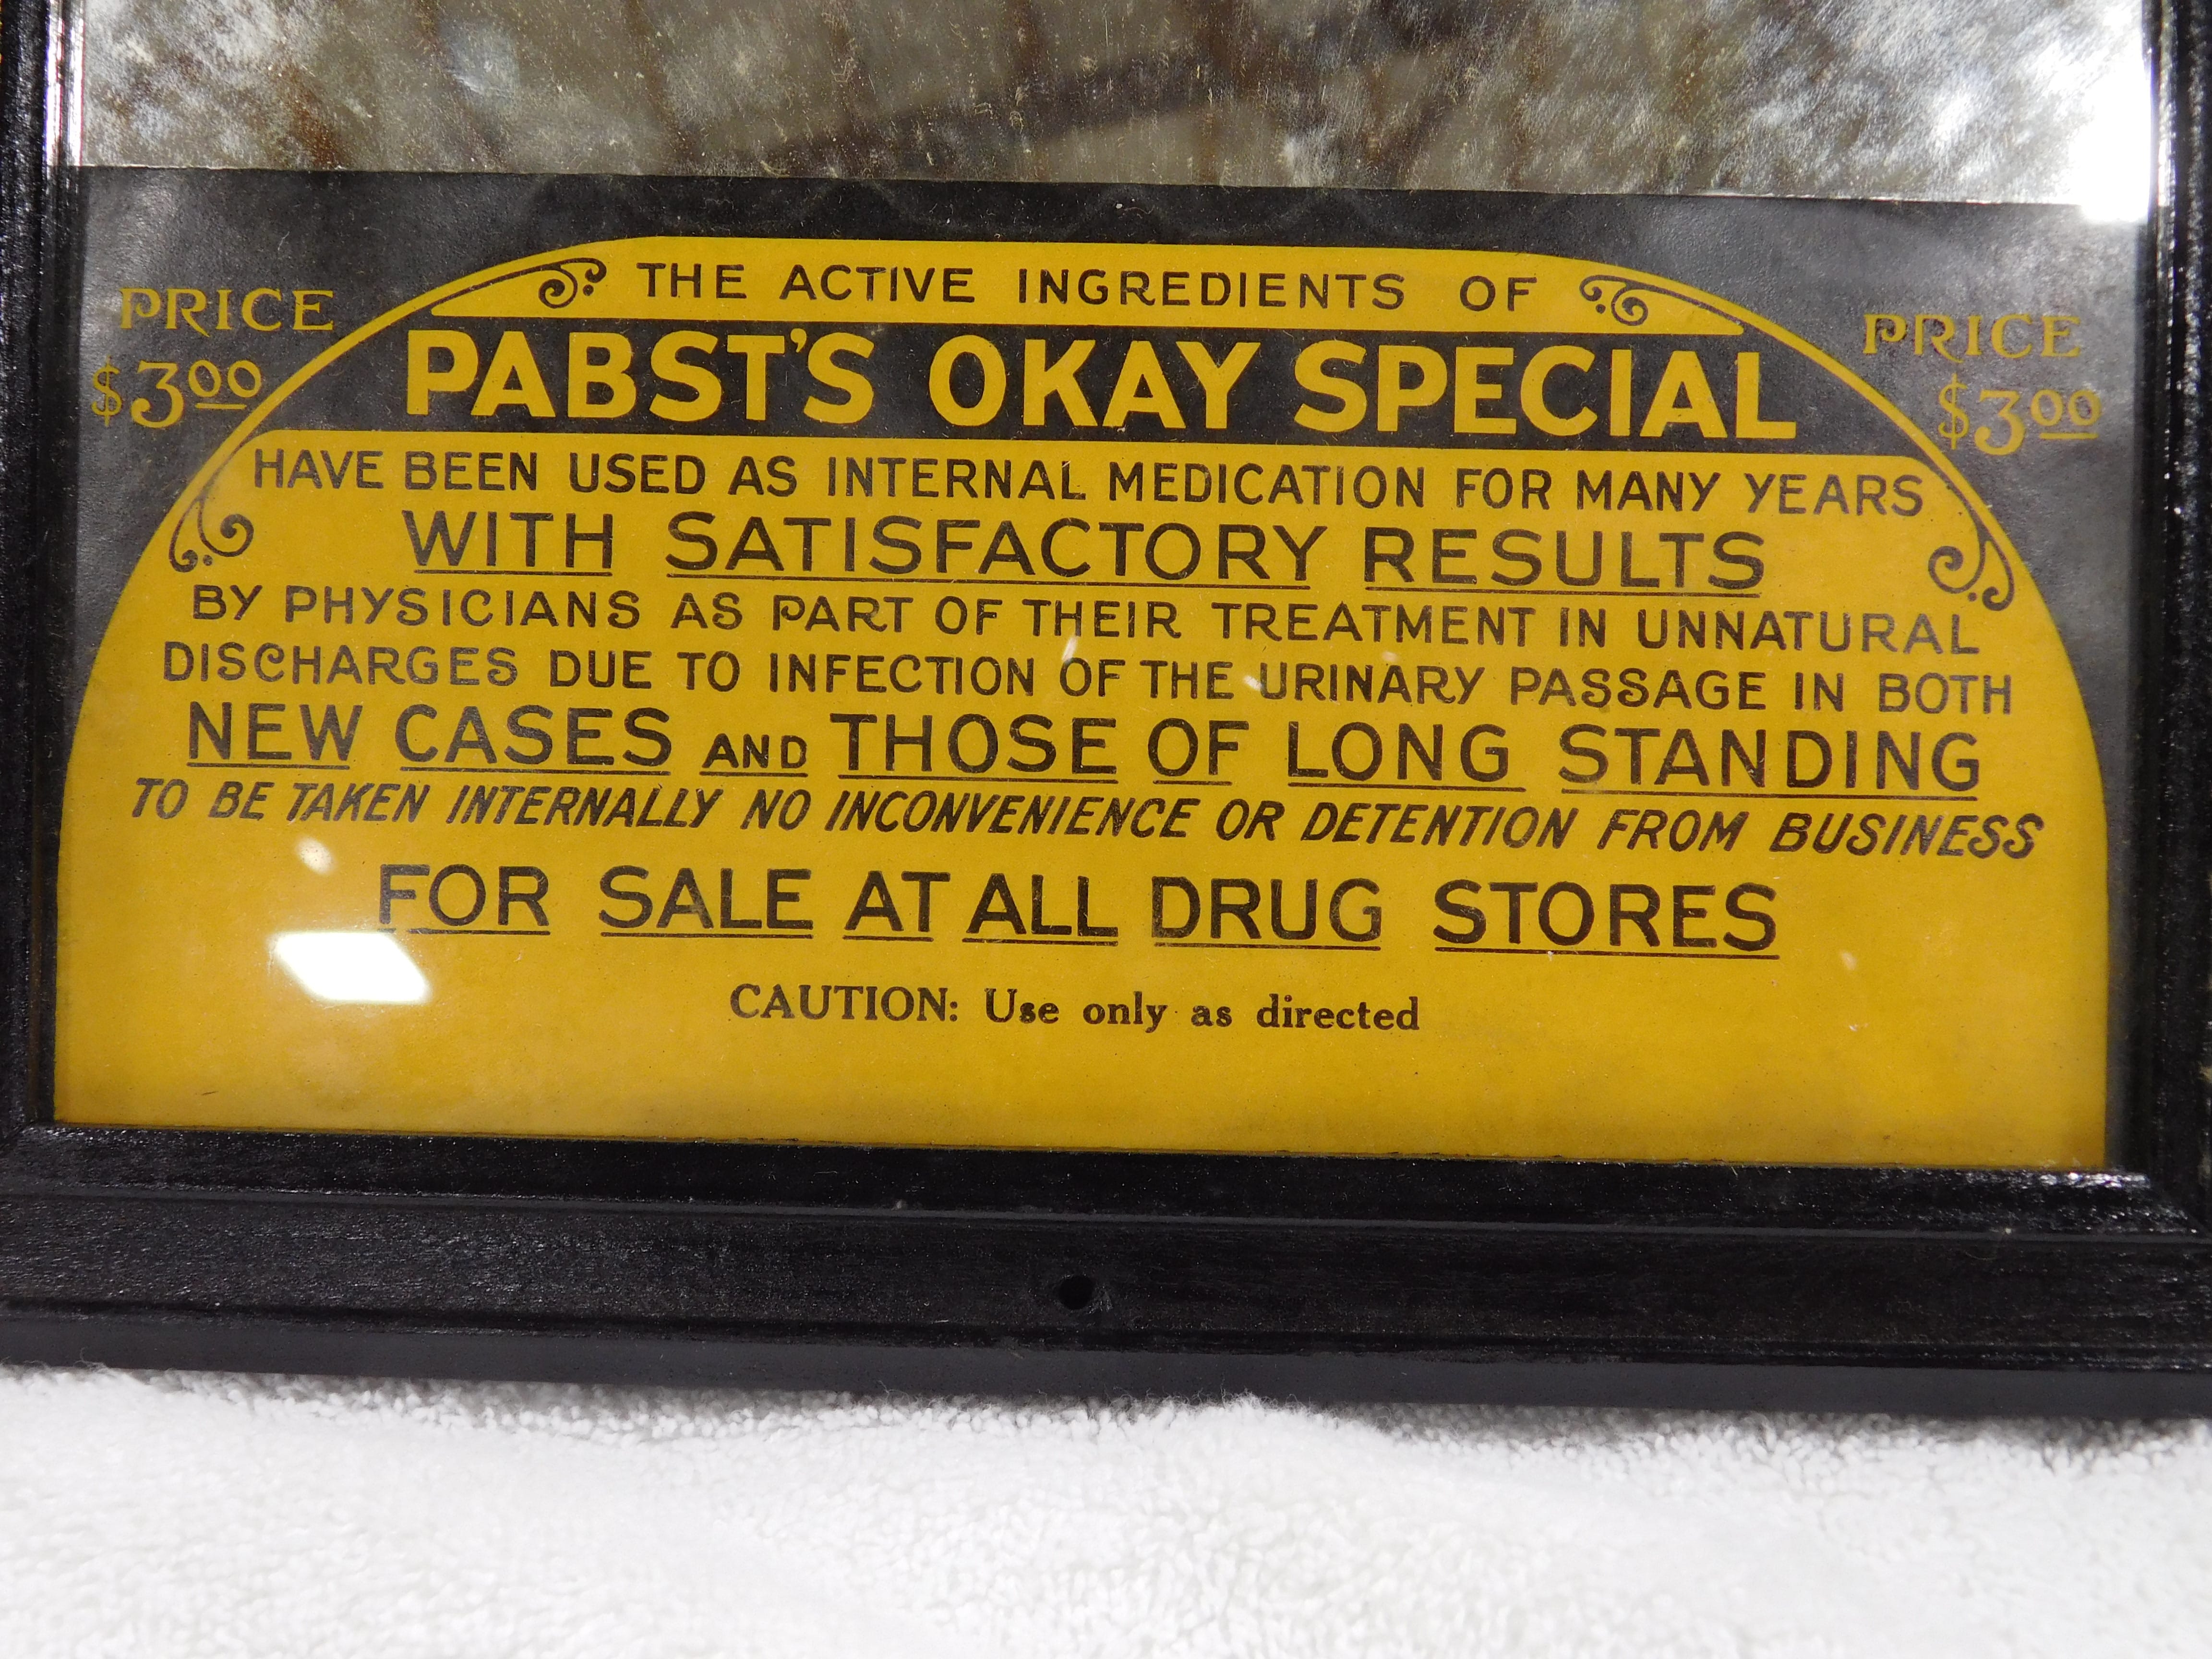 THE ACTIVE INGREDIENTS OF
PRICE
$3.00
PRICE
$3.00
PABST'S OKAY SPECIAL
HAVE BEEN USED AS INTERNAL MEDICATION FOR MANY YEARS
WITH SATISFACTORY RESULTS
BY PHYSICIANS AS PART OF THEIR TREATMENT IN UNNATURAL
DISCHARGES DUE TO INFECTION OF THE URINARY PASSAGE IN BOTH
NEW CASES AND THOSE OF LONG STANDING
TO BE TAKEN INTERNALLY NO INCONVENIENCE OR DETENTION FROM BUSINESS
FOR SALE AT ALL DRUG STORES
CAUTION: Use only as directed